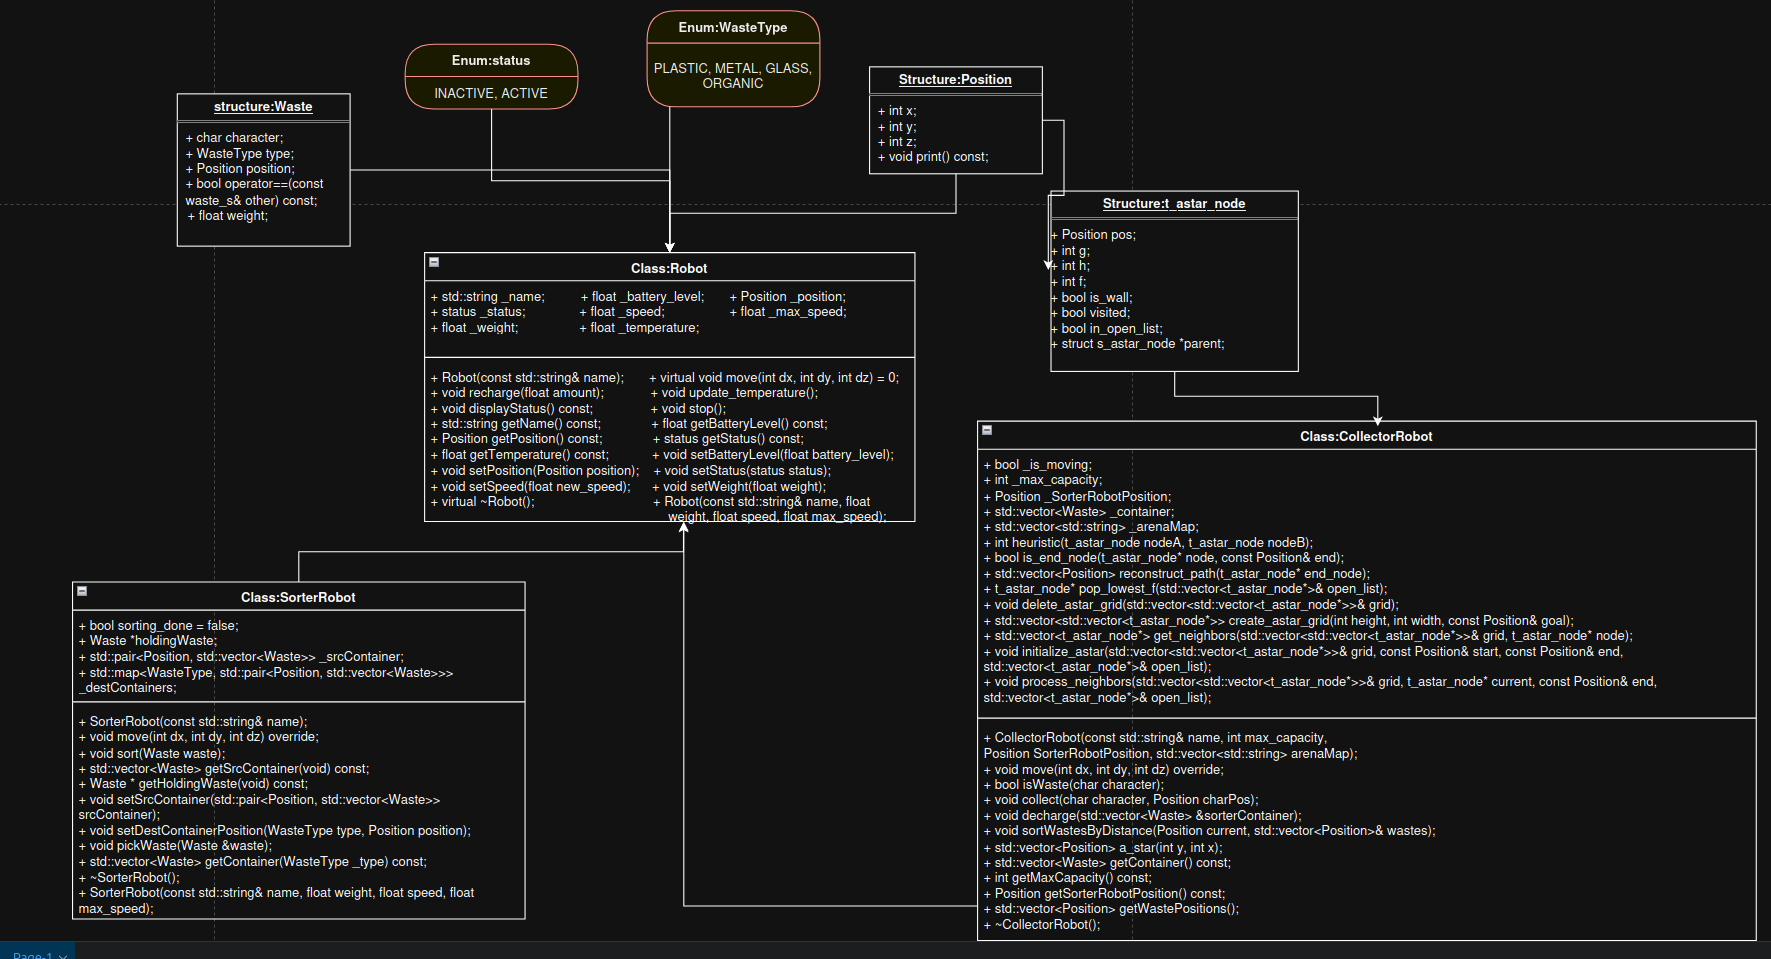 Enum:WasteType
PLASTIC, METAL, GLASS,
ORGANIC
Enum:status
INACTIVE, ACTIVE
Structure:Position
+ int x;
+ int y;
+ int z;
+ void print() const;
structure:Waste
+ char character;
+ WasteType type;
+ Position position;
+ bool operator==(const
waste_s& other) const;
+ float weight;
Structure:t_astar_node
+ Position pos;
+ int g;
+ int h;
+ int f;
+ bool is_wall;
+ bool visited;
+ bool in_open_list;
+ struct s_astar_node *parent;
Class:Robot
+ std::string _name; + float _battery_level; + Position _position;
+ status _status; + float _speed; + float _max_speed;
+ float _weight; + float _temperature;
+ Robot(const std::string& name); + virtual void move(int dx, int dy, int dz) = 0;
+ void recharge(float amount); + void update_temperature();
+ void displayStatus() const; + void stop();
+ std::string getName() const; + float getBatteryLevel() const;
+ Position getPosition() const; + status getStatus() const;
+ float getTemperature() const; + void setBatteryLevel(float battery_level);
+ void setPosition(Position position); + void setStatus(status status);
+ void setSpeed(float new_speed); + void setWeight(float weight);
+ virtual ~Robot(); + Robot(const std::string& name, float
weight, float speed, float max_speed);
Class:CollectorRobot
+ bool _is_moving;
+ int _max_capacity;
+ Position _SorterRobotPosition;
+ std::vector<Waste> _container;
+ std::vector<std::string> _arenaMap;
+ int heuristic(t_astar_node nodeA, t_astar_node nodeB);
+ bool is_end_node(t_astar_node* node, const Position& end);
+ std::vector<Position> reconstruct_path(t_astar_node* end_node);
+ t_astar_node* pop_lowest_f(std::vector<t_astar_node*>& open_list);
+ void delete_astar_grid(std::vector<std::vector<t_astar_node*>>& grid);
+ std::vector<std::vector<t_astar_node*>> create_astar_grid(int height, int width, const Position& goal);
+ std::vector<t_astar_node*> get_neighbors(std::vector<std::vector<t_astar_node*>>& grid, t_astar_node* node);
+ void initialize_astar(std::vector<std::vector<t_astar_node*>>& grid, const Position& start, const Position& end,
std::vector<t_astar_node*>& open_list);
+ void process_neighbors(std::vector<std::vector<t_astar_node*>>& grid, t_astar_node* current, const Position& end,
std::vector<t_astar_node*>& open_list);
+ CollectorRobot(const std::string& name, int max_capacity,
Position SorterRobotPosition, std::vector<std::string> arenaMap);
+ void move(int dx, int dy, int dz) override;
+ bool isWaste(char character);
+ void collect(char character, Position charPos);
+ void decharge(std::vector<Waste> &sorterContainer);
+ void sortWastesByDistance(Position current, std::vector<Position>& wastes);
+ std::vector<Position> a_star(int y, int x);
+ std::vector<Waste> getContainer() const;
+ int getMaxCapacity() const;
+ Position getSorterRobotPosition() const;
+ std::vector<Position> getWastePositions();
+ ~CollectorRobot();
Class:SorterRobot
+ bool sorting_done = false;
+ Waste *holdingWaste;
+ std::pair<Position, std::vector<Waste>> _srcContainer;
+ std::map<WasteType, std::pair<Position, std::vector<Waste>>>
_destContainers;
+ SorterRobot(const std::string& name);
+ void move(int dx, int dy, int dz) override;
+ void sort(Waste waste);
+ std::vector<Waste> getSrcContainer(void) const;
+ Waste * getHoldingWaste(void) const;
+ void setSrcContainer(std::pair<Position, std::vector<Waste>>
srcContainer);
+ void setDestContainerPosition(WasteType type, Position position);
+ void pickWaste(Waste &waste);
+ std::vector<Waste> getContainer(WasteType _type) const;
+ ~SorterRobot();
+ SorterRobot(const std::string& name, float weight, float speed, float
max_speed);
Page-1